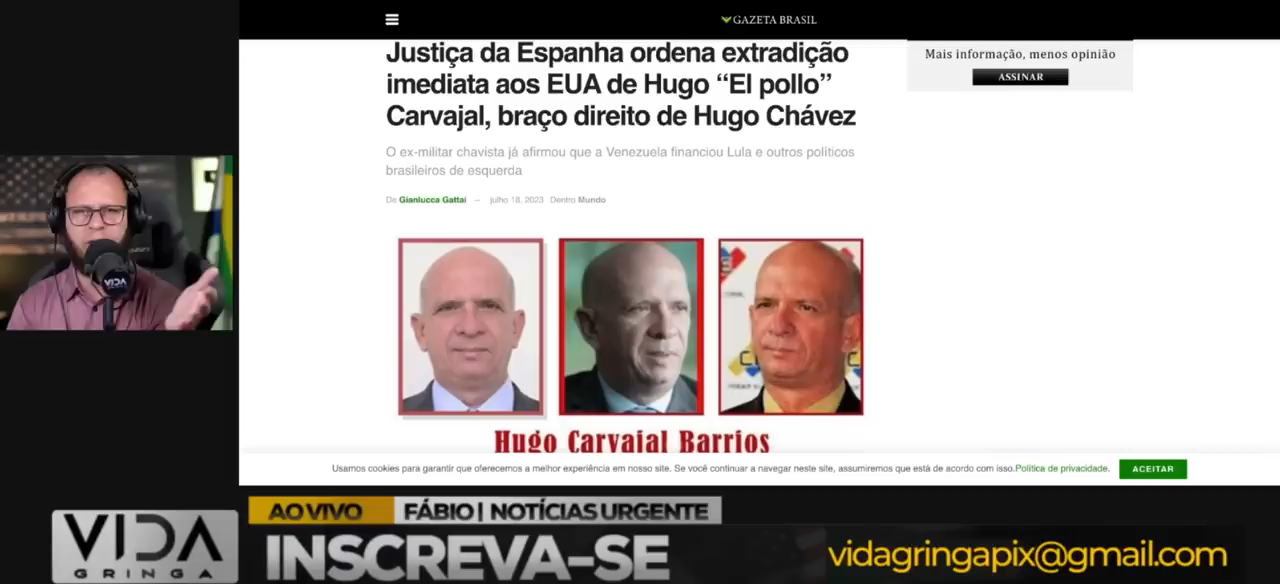 GAZETA BRASIL
Justiça da Espanha ordena extradição
imediata aos EUA de Hugo “El pollo”
Carvajal, braço direito de Hugo Chávez
O ex-militar chavista já afirmou que a Venezuela financiou Lula e outros políticos
brasileiros de esquerda
De Gianlucca Gattai — julho 18, 2023 Dentro Mundo
Mais informação, menos opinião
ASSINAR
VIDA
Hugo Carvajal Barrios
Usamos cookies para garantir que oferecemos a melhor experiência em nosso site. Se você continuar a navegar neste site, assumiremos que está de acordo com isso.Política de privacidade.
ACEITAR
AO VIVO FÁBIO | NOTÍCIAS URGENTE
VIDA
GRINGA
INSCREVA-SE
vidagringapix@gmail.com